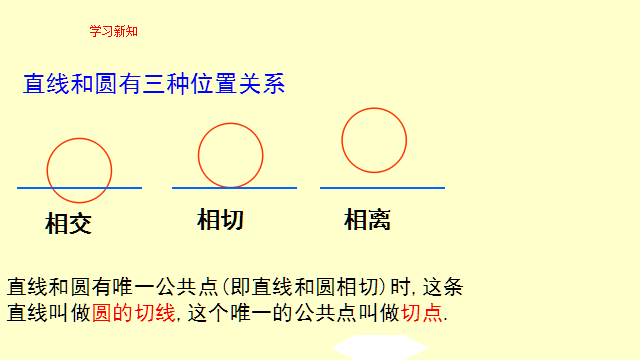 学习新知
直线和圆有三种位置关系
相交
相切
相离
直线和圆有唯一公共点(即直线和圆相切)时,这条
直线叫做圆的切线,这个唯一的公共点叫做切点.